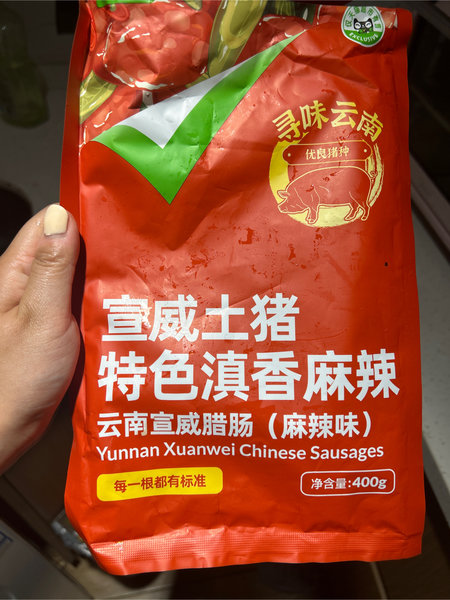 EXCLUSIVE
寻味云南
优良猪种
宣威土猪
特色滇香麻辣
云南宣威腊肠（麻辣味）
Yunnan Xuanwei Chinese Sausages
每一根都有标准
净含量:400g